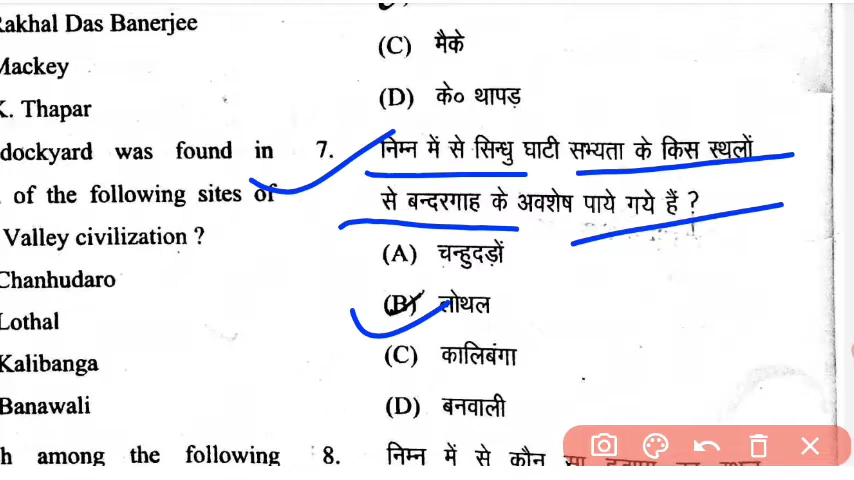 Rakhal Das Banerjee
Mackey
K. Thapar
dockyard was found in
of the following sites of
Valley civilization ?
Chanhudaro
Lothal
Kalibanga
Banawali
among the following
(C) मैके
(D) के० थापड़
7. निम्न में से सिन्धु घाटी सभ्यता के किस स्थलों
से बन्दरगाह के अवशेष पाये गये हैं ?
(A) चन्हुदड़ों
(B) लोथल
(C) कालिबंगा
(D) बनवाली
8. निम्न में से कौन सा